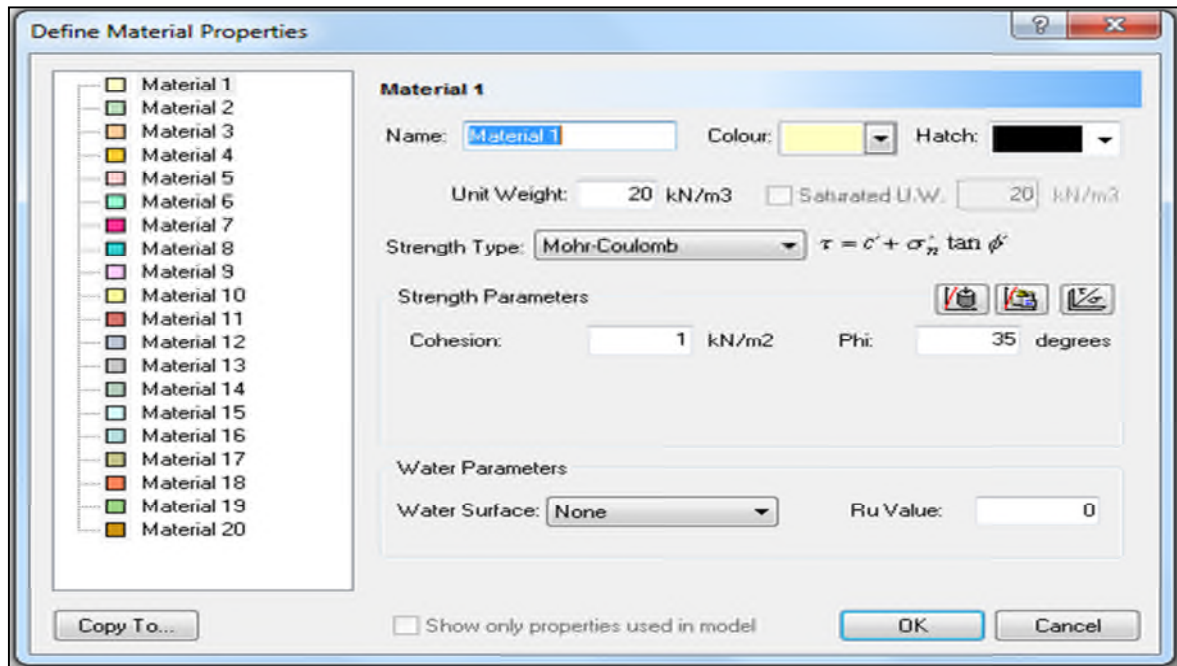 Define Material Properties
Material 1
Material 2
Material 3
Material 4
Material 5
Material 6
Material 7
Material 8
Material 9
Material 10
Material 11
Material 12
Material 13
Material 14
Material 15
Material 16
Material 17
Material 18
Material 19
Material 20
Copy To...
Material 1
Name: Material 1 Colour: Hatch:
Unit Weight: 20 kN/m3 Saturated U.W. 20 kN/m3
Strength Type: Mohr-Coulomb τ = c′ + σ′n tan ϕ′
Strength Parameters
Cohesion: 1 kN/m2 Phi: 35 degrees
Water Parameters
Water Surface: None Ru Value: 0
Show only properties used in model OK Cancel